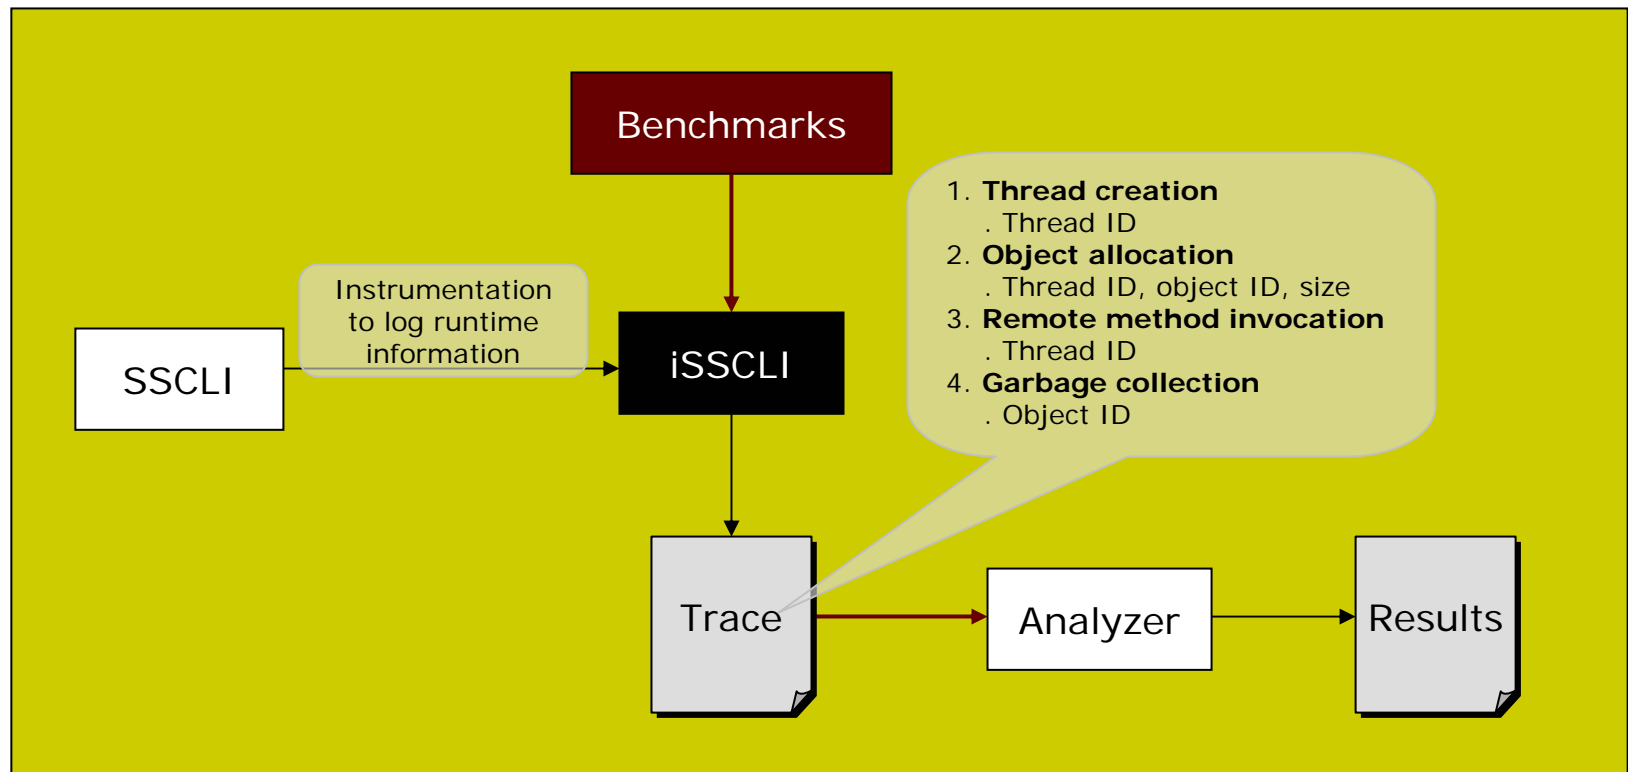 Benchmarks
1. Thread creation
. Thread ID
2. Object allocation
. Thread ID, object ID, size
3. Remote method invocation
. Thread ID
4. Garbage collection
. Object ID
Instrumentation
to log runtime
information
SSCLI
iSSCLI
Trace
Analyzer
Results